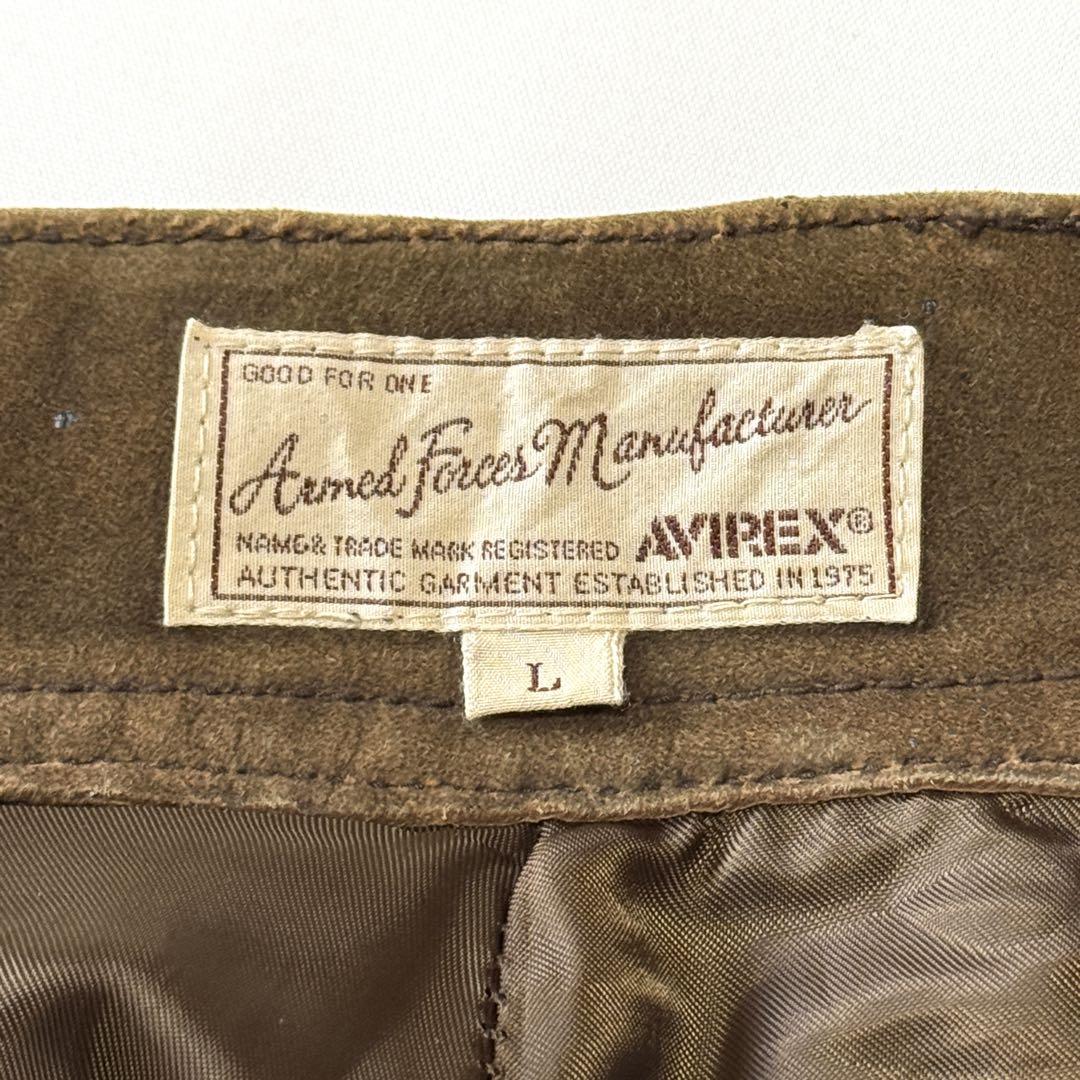 GOOD FOR ONE
Armed Forces Manufacturer
NAME & TRADE MARK REGISTERED AVIREX®
AUTHENTIC GARMENT ESTABLISHED IN 1975
L